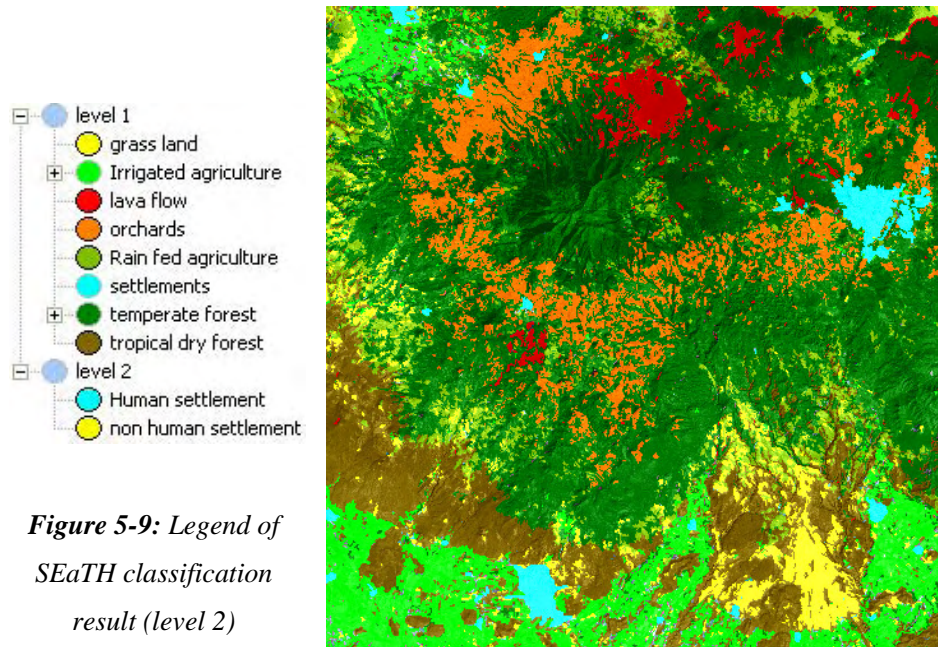 level 1
grass land
Irrigated agriculture
lava flow
orchards
Rain fed agriculture
settlements
temperate forest
tropical dry forest
level 2
Human settlement
non human settlement
Figure 5-9: Legend of
SEaTH classification
result (level 2)